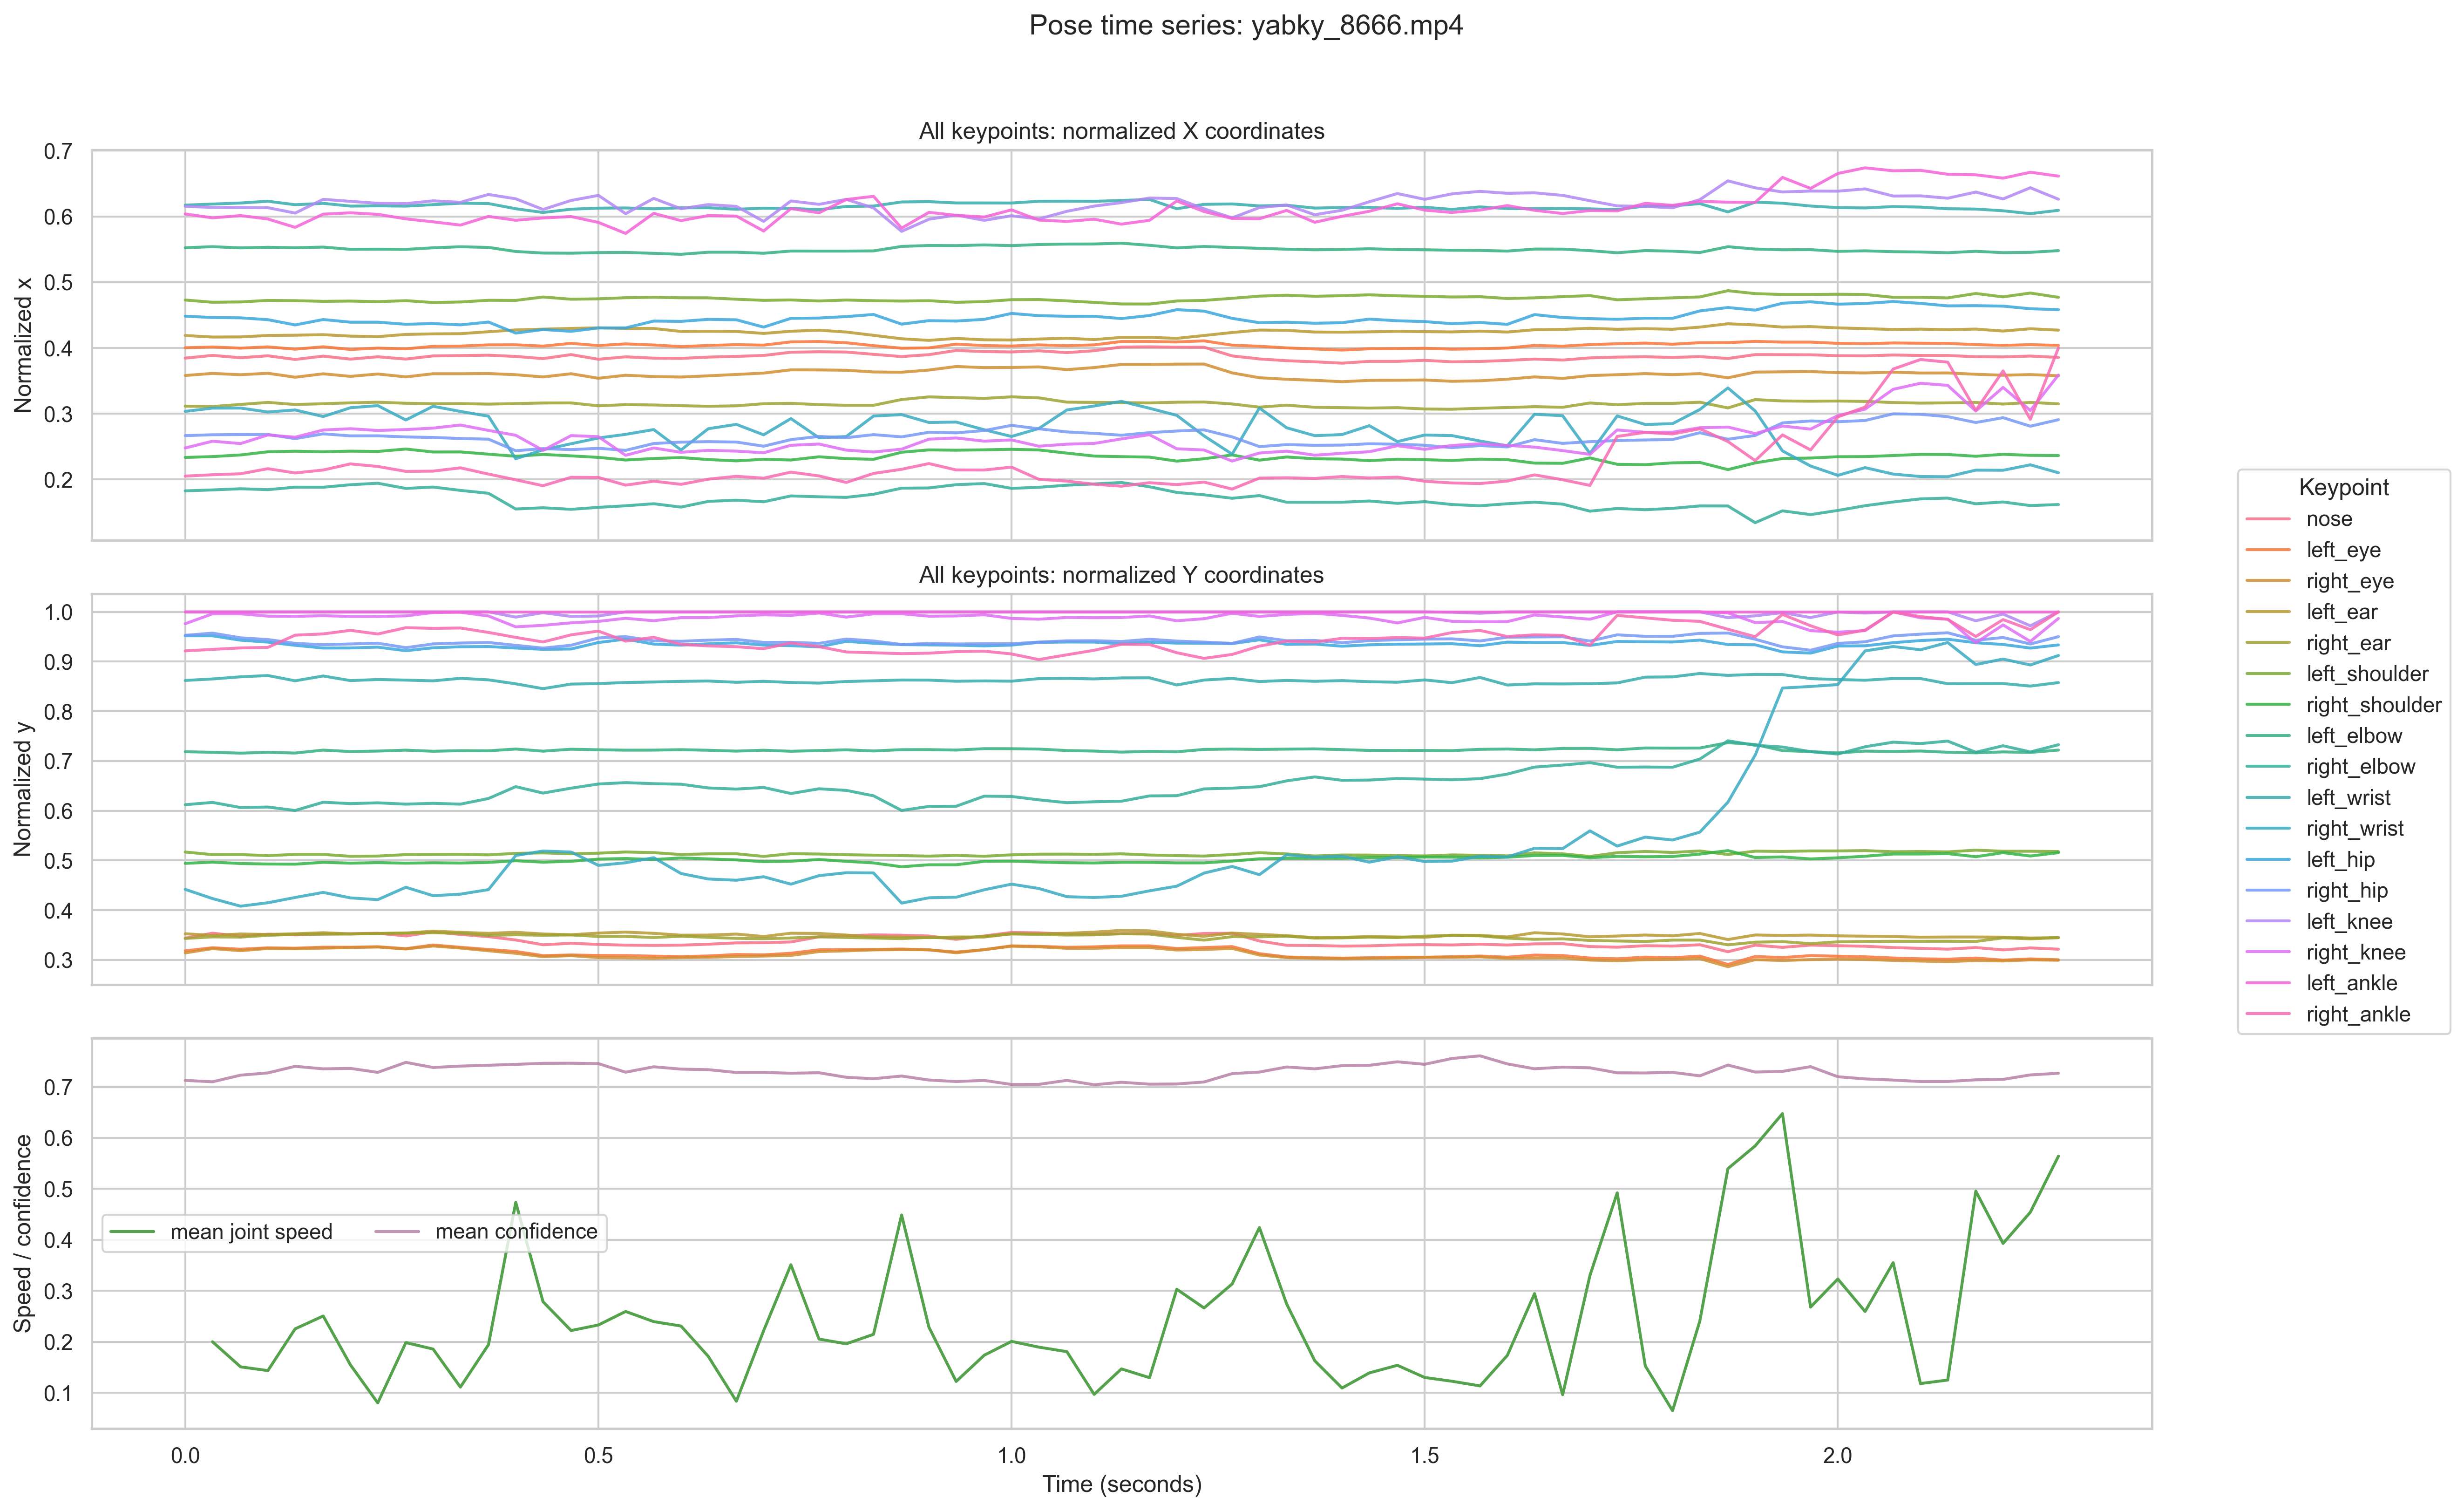 Pose time series: yabky_8666.mp4
All keypoints: normalized X coordinates
0.7
0.6
0.5
0.4
0.3
0.2
Normalized x
All keypoints: normalized Y coordinates
1.0
0.9
0.8
0.7
0.6
0.5
0.4
0.3
Normalized y
Keypoint
nose
left_eye
right_eye
left_ear
right_ear
left_shoulder
right_shoulder
left_elbow
right_elbow
left_wrist
right_wrist
left_hip
right_hip
left_knee
right_knee
left_ankle
right_ankle
0.7
0.6
0.5
0.4
0.3
0.2
0.1
Speed / confidence
mean joint speed mean confidence
0.0 0.5 1.0 1.5 2.0
Time (seconds)